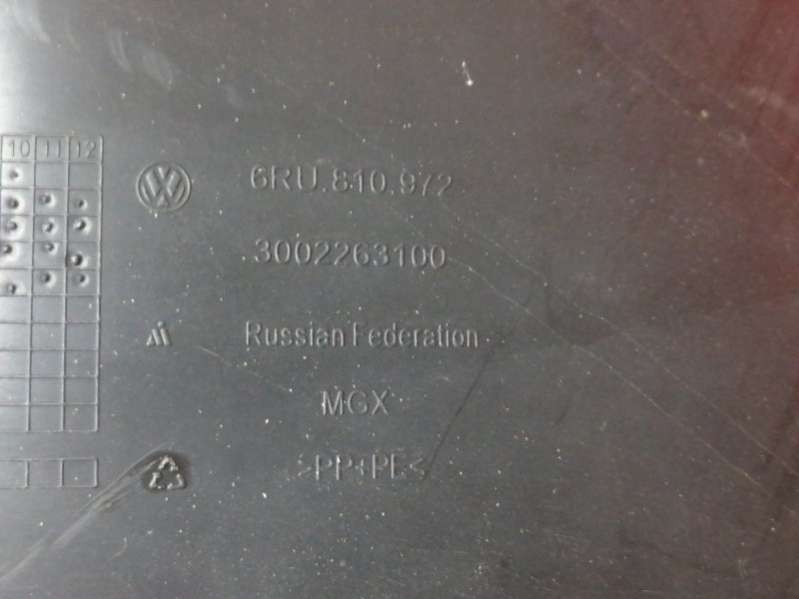 10 11 12
6RU.810.972
3002263100
Russian Federation
MGX
>PP+PE<